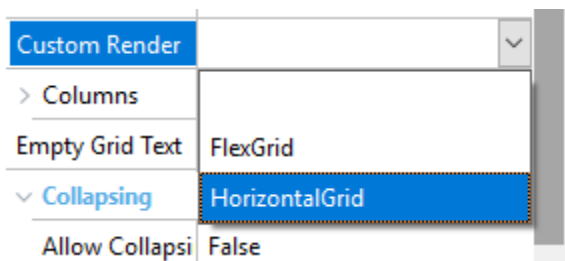 Custom Render
Columns
Empty Grid Text FlexGrid
Collapsing HorizontalGrid
Allow Collapsi False